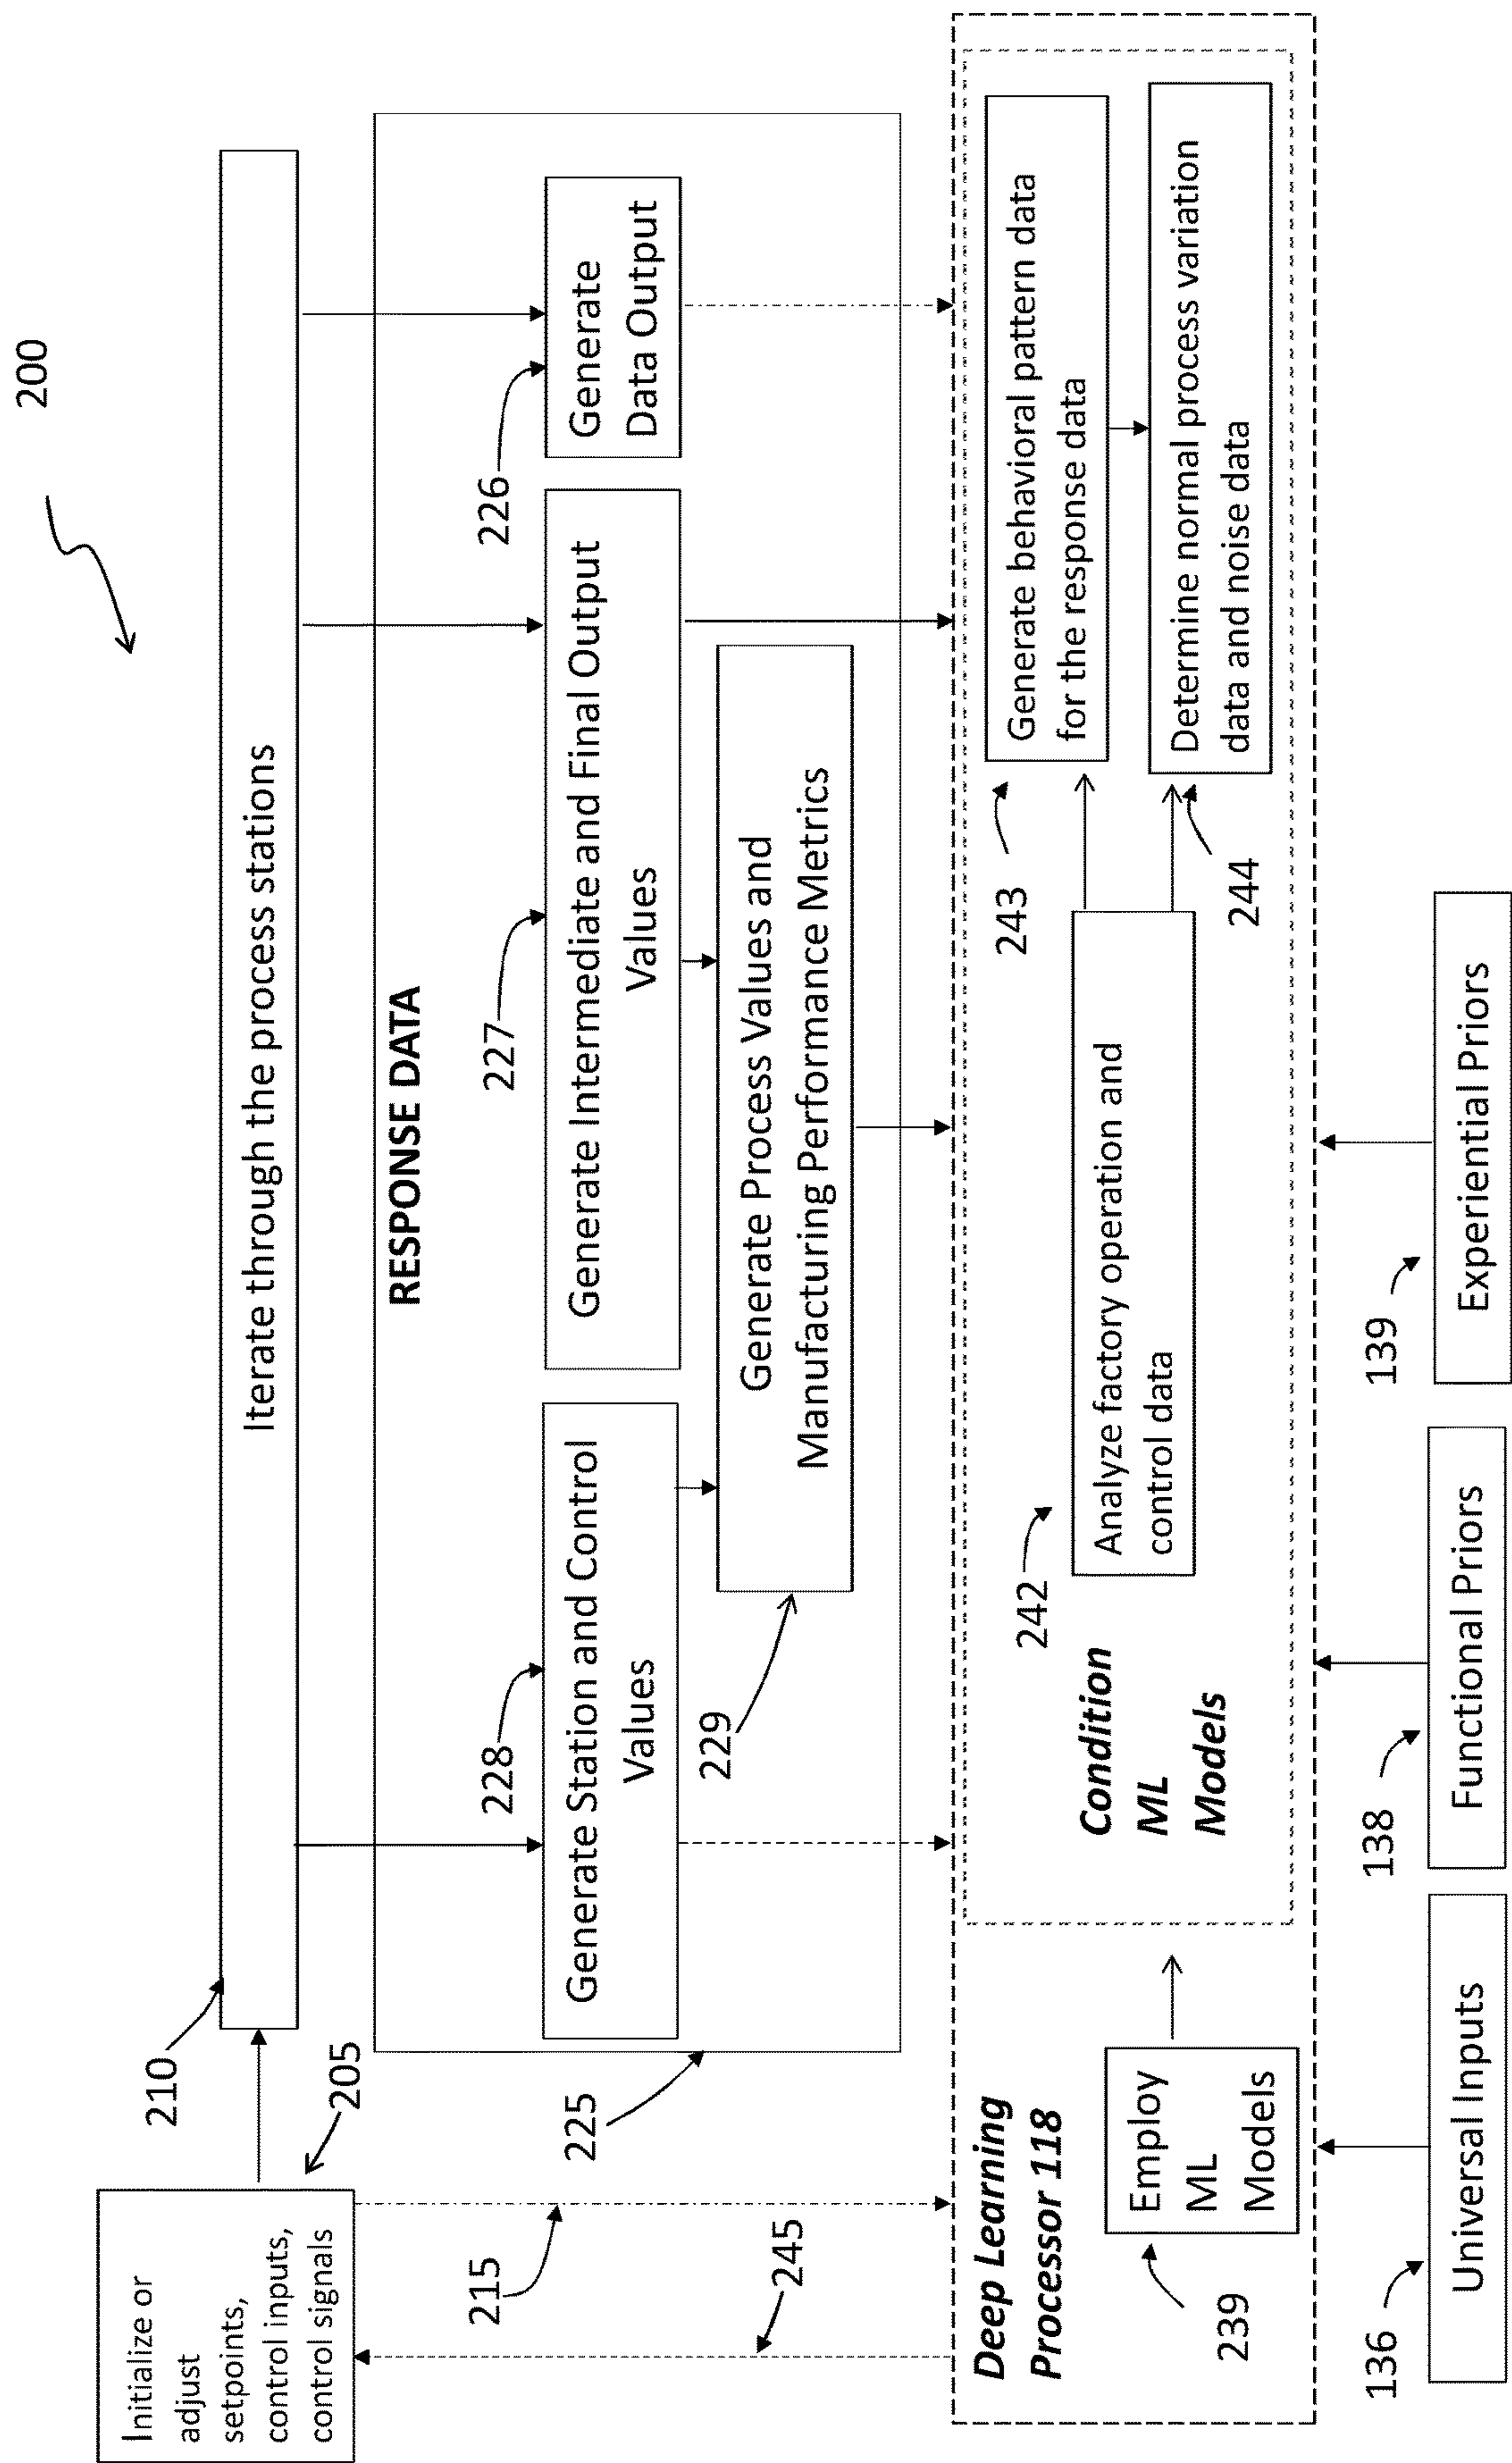 200
Initialize or
adjust
setpoints,
control inputs,
control signals
205
210
Iterate through the process stations
215
245
225
RESPONSE DATA
228
Generate Station and Control
Values
227
Generate Intermediate and Final Output
Values
226
Generate
Data Output
229
Generate Process Values and
Manufacturing Performance Metrics
Deep Learning
Processor 118
239
Employ
ML
Models
Condition
ML
Models
242
Analyze factory operation and
control data
243
Generate behavioral pattern data
for the response data
244
Determine normal process variation
data and noise data
136
Universal Inputs
138
Functional Priors
139
Experiential Priors